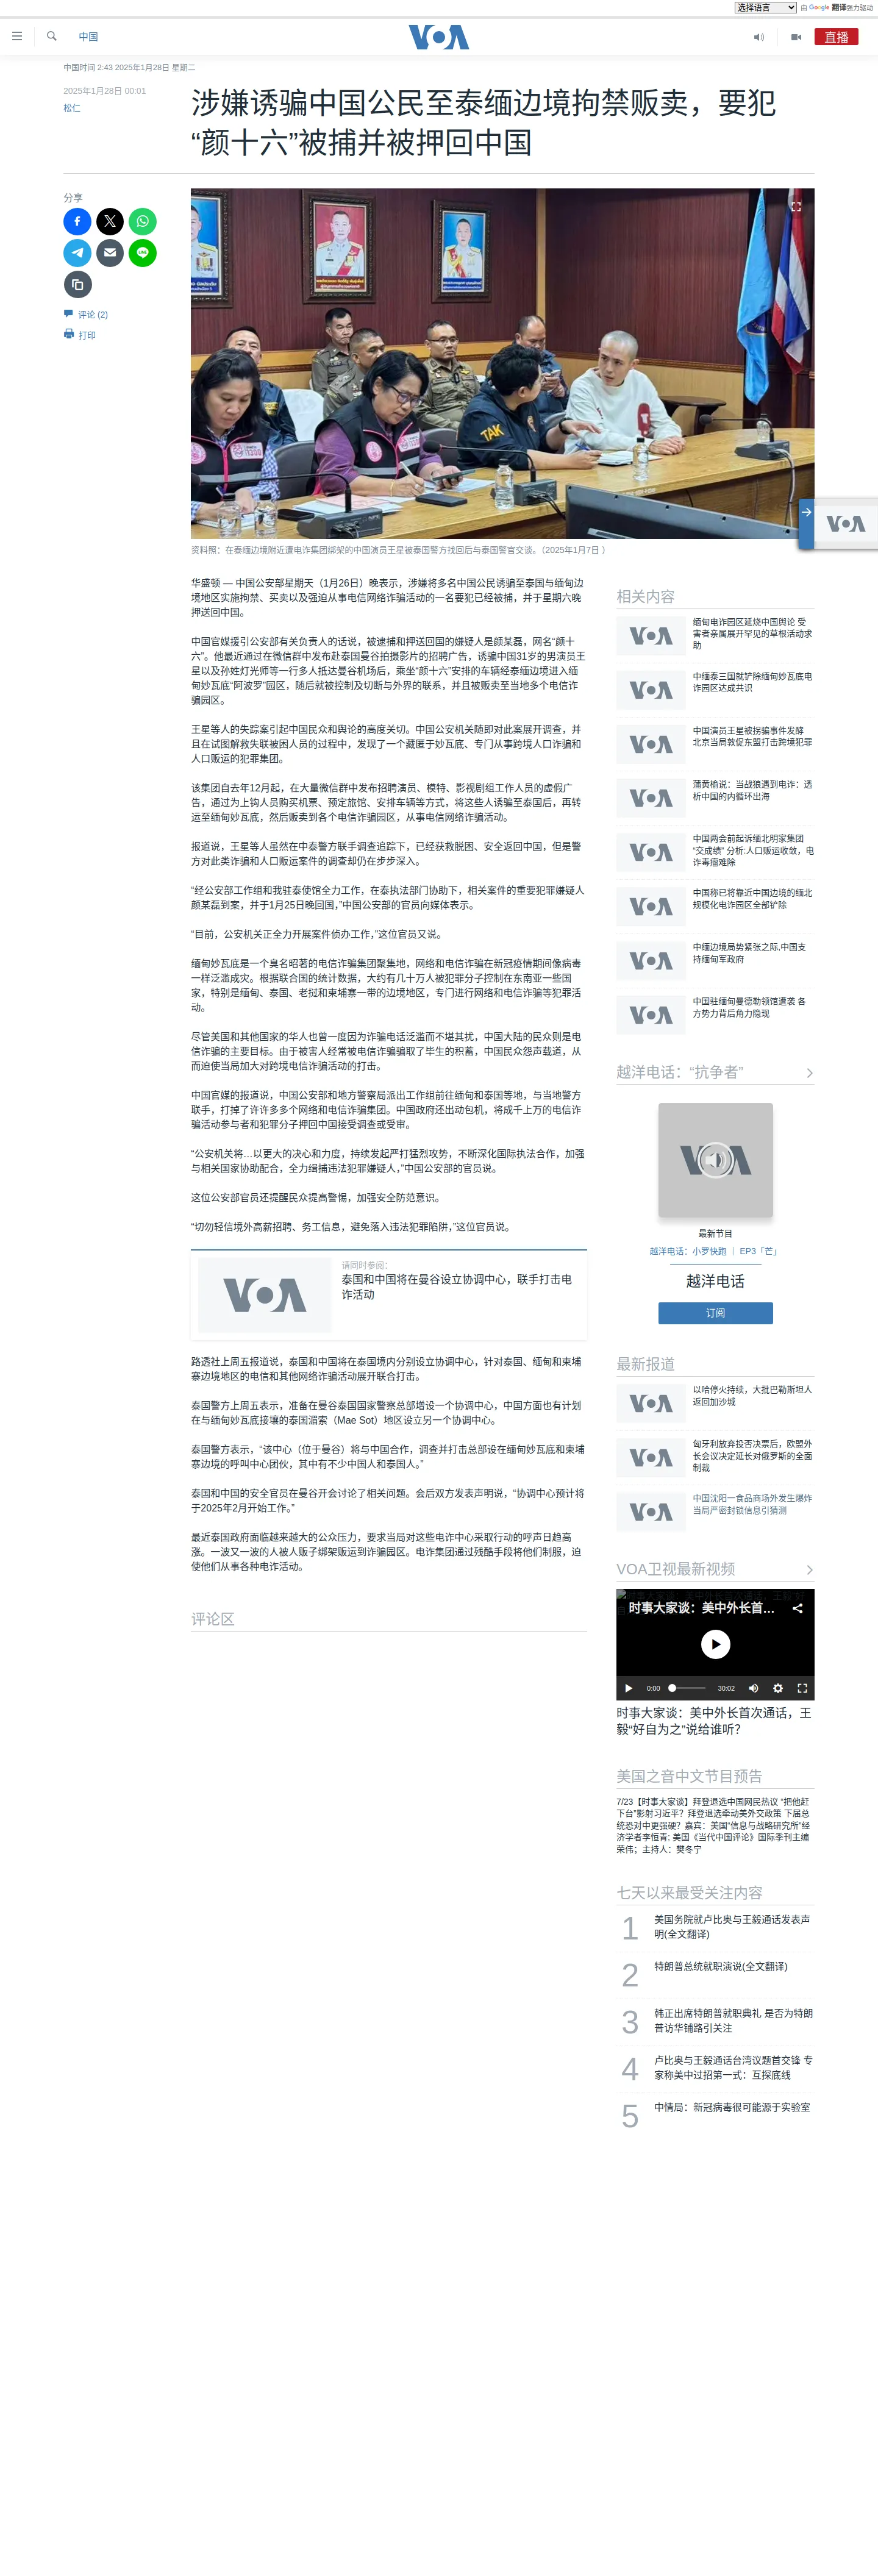 选择语言 由 Google 翻译强力驱动
中国
VOA
直播
中国时间 2:43 2025年1月28日 星期二
2025年1月28日 00:01
松仁
涉嫌诱骗中国公民至泰缅边境拘禁贩卖，要犯
“颜十六”被捕并被押回中国
分享
评论 (2)
打印
TAK
VOA
资料照：在泰缅边境附近遭电诈集团绑架的中国演员王星被泰国警方找回后与泰国警官交谈。（2025年1月7日 ）
华盛顿 — 中国公安部星期天（1月26日）晚表示，涉嫌将多名中国公民诱骗至泰国与缅甸边
境地区实施拘禁、买卖以及强迫从事电信网络诈骗活动的一名要犯已经被捕，并于星期六晚
押送回中国。
中国官媒援引公安部有关负责人的话说，被逮捕和押送回国的嫌疑人是颜某磊，网名“颜十
六”。他最近通过在微信群中发布赴泰国曼谷拍摄影片的招聘广告，诱骗中国31岁的男演员王
星以及孙姓灯光师等一行多人抵达曼谷机场后，乘坐“颜十六”安排的车辆经泰缅边境进入缅
甸妙瓦底“阿波罗”园区，随后就被控制及切断与外界的联系，并且被贩卖至当地多个电信诈
骗园区。
王星等人的失踪案引起中国民众和舆论的高度关切。中国公安机关随即对此案展开调查，并
且在试图解救失联被困人员的过程中，发现了一个藏匿于妙瓦底、专门从事跨境人口诈骗和
人口贩运的犯罪集团。
该集团自去年12月起，在大量微信群中发布招聘演员、模特、影视剧组工作人员的虚假广
告，通过为上钩人员购买机票、预定旅馆、安排车辆等方式，将这些人诱骗至泰国后，再转
运至缅甸妙瓦底，然后贩卖到各个电信诈骗园区，从事电信网络诈骗活动。
报道说，王星等人虽然在中泰警方联手调查追踪下，已经获救脱困、安全返回中国，但是警
方对此类诈骗和人口贩运案件的调查却仍在步步深入。
“经公安部工作组和我驻泰使馆全力工作，在泰执法部门协助下，相关案件的重要犯罪嫌疑人
颜某磊到案，并于1月25日晚回国，”中国公安部的官员向媒体表示。
“目前，公安机关正全力开展案件侦办工作，”这位官员又说。
缅甸妙瓦底是一个臭名昭著的电信诈骗集团聚集地，网络和电信诈骗在新冠疫情期间像病毒
一样泛滥成灾。根据联合国的统计数据，大约有几十万人被犯罪分子控制在东南亚一些国
家，特别是缅甸、泰国、老挝和柬埔寨一带的边境地区，专门进行网络和电信诈骗等犯罪活
动。
尽管美国和其他国家的华人也曾一度因为诈骗电话泛滥而不堪其扰，中国大陆的民众则是电
信诈骗的主要目标。由于被害人经常被电信诈骗骗取了毕生的积蓄，中国民众怨声载道，从
而迫使当局加大对跨境电信诈骗活动的打击。
中国官媒的报道说，中国公安部和地方警察局派出工作组前往缅甸和泰国等地，与当地警方
联手，打掉了许许多多个网络和电信诈骗集团。中国政府还出动包机，将成千上万的电信诈
骗活动参与者和犯罪分子押回中国接受调查或受审。
“公安机关将…以更大的决心和力度，持续发起严打猛烈攻势，不断深化国际执法合作，加强
与相关国家协助配合，全力缉捕违法犯罪嫌疑人，”中国公安部的官员说。
这位公安部官员还提醒民众提高警惕，加强安全防范意识。
“切勿轻信境外高薪招聘、务工信息，避免落入违法犯罪陷阱，”这位官员说。
VOA
请同时参阅：
泰国和中国将在曼谷设立协调中心，联手打击电
诈活动
路透社上周五报道说，泰国和中国将在泰国境内分别设立协调中心，针对泰国、缅甸和柬埔
寨边境地区的电信和其他网络诈骗活动展开联合打击。
泰国警方上周五表示，准备在曼谷泰国国家警察总部增设一个协调中心，中国方面也有计划
在与缅甸妙瓦底接壤的泰国湄索（Mae Sot）地区设立另一个协调中心。
泰国警方表示，“该中心（位于曼谷）将与中国合作，调查并打击总部设在缅甸妙瓦底和柬埔
寨边境的呼叫中心团伙，其中有不少中国人和泰国人。”
泰国和中国的安全官员在曼谷开会讨论了相关问题。会后双方发表声明说，“协调中心预计将
于2025年2月开始工作。”
最近泰国政府面临越来越大的公众压力，要求当局对这些电诈中心采取行动的呼声日趋高
涨。一波又一波的人被人贩子绑架贩运到诈骗园区。电诈集团通过残酷手段将他们制服，迫
使他们从事各种电诈活动。
评论区
相关内容
VOA
缅甸电诈园区延烧中国舆论 受
害者亲属展开罕见的草根活动求
助
VOA
中缅泰三国就铲除缅甸妙瓦底电
诈园区达成共识
VOA
中国演员王星被拐骗事件发酵
北京当局敦促东盟打击跨境犯罪
VOA
蒲黄榆说：当战狼遇到电诈：透
析中国的内循环出海
VOA
中国两会前起诉缅北明家集团
“交成绩” 分析:人口贩运收敛，电
诈毒瘤难除
VOA
中国称已将靠近中国边境的缅北
规模化电诈园区全部铲除
VOA
中缅边境局势紧张之际,中国支
持缅甸军政府
VOA
中国驻缅甸曼德勒领馆遭袭 各
方势力背后角力隐现
越洋电话：“抗争者”
VOA
最新节目
越洋电话：小罗快跑 ｜ EP3「芒」
越洋电话
订阅
最新报道
VOA
以哈停火持续，大批巴勒斯坦人
返回加沙城
VOA
匈牙利放弃投否决票后，欧盟外
长会议决定延长对俄罗斯的全面
制裁
VOA
中国沈阳一食品商场外发生爆炸
当局严密封锁信息引猜测
VOA卫视最新视频
时事大家谈：美中外长首…
0:00
30:02
时事大家谈：美中外长首次通话，王
毅“好自为之”说给谁听？
美国之音中文节目预告
7/23【时事大家谈】拜登退选中国网民热议 “把他赶
下台”影射习近平？拜登退选牵动美外交政策 下届总
统恐对中更强硬？嘉宾：美国“信息与战略研究所”经
济学者李恒青; 美国《当代中国评论》国际季刊主编
荣伟；主持人：樊冬宁
七天以来最受关注内容
1
美国务院就卢比奥与王毅通话发表声
明(全文翻译)
2
特朗普总统就职演说(全文翻译)
3
韩正出席特朗普就职典礼 是否为特朗
普访华铺路引关注
4
卢比奥与王毅通话台湾议题首交锋 专
家称美中过招第一式：互探底线
5
中情局：新冠病毒很可能源于实验室